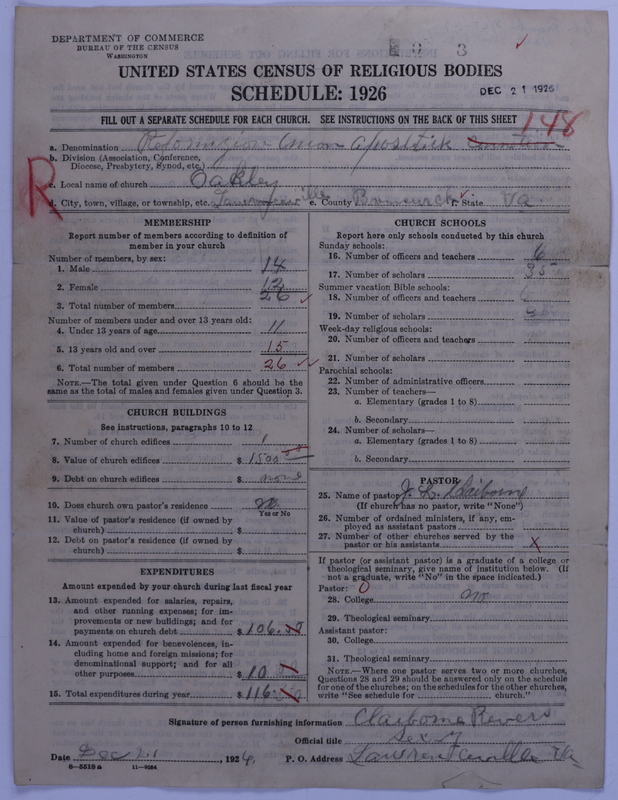 DEPARTMENT OF COMMERCE
BUREAU OF THE CENSUS
WASHINGTON
UNITED STATES CENSUS OF RELIGIOUS BODIES
SCHEDULE: 1926
DEC 21 1926
FILL OUT A SEPARATE SCHEDULE FOR EACH CHURCH. SEE INSTRUCTIONS ON THE BACK OF THIS SHEET
148
a. Denomination Union Apostolic
b. Division (Association, Conference, Diocese, Presbytery, Synod, etc.)
R
c. Local name of church Oakley
d. City, town, village, or township, etc. Lawrenceville e. County Brunswick f. State Va
MEMBERSHIP
Report number of members according to definition of member in your church
Number of members, by sex:
1. Male 14
2. Female 12
3. Total number of members 26
Number of members under and over 13 years old:
4. Under 13 years of age 11
5. 13 years old and over 15
6. Total number of members 26
NOTE.—The total given under Question 6 should be the same as the total of males and females given under Question 3.
CHURCH BUILDINGS
See instructions, paragraphs 10 to 12
7. Number of church edifices 1
8. Value of church edifices $ 1500
9. Debt on church edifices $ none
10. Does church own pastor's residence no
Yes or No
11. Value of pastor's residence (if owned by church) $
12. Debt on pastor's residence (if owned by church) $
EXPENDITURES
Amount expended by your church during last fiscal year
13. Amount expended for salaries, repairs, and other running expenses; for improvements or new buildings; and for payments on church debt $ 106.
14. Amount expended for benevolences, including home and foreign missions; for denominational support; and for all other purposes $ 10
15. Total expenditures during year $ 116
CHURCH SCHOOLS
Report here only schools conducted by this church
Sunday schools:
16. Number of officers and teachers 6
17. Number of scholars 35
Summer vacation Bible schools:
18. Number of officers and teachers
19. Number of scholars
Week-day religious schools:
20. Number of officers and teachers
21. Number of scholars
Parochial schools:
22. Number of administrative officers
23. Number of teachers—
a. Elementary (grades 1 to 8)
b. Secondary
24. Number of scholars—
a. Elementary (grades 1 to 8)
b. Secondary
PASTOR
25. Name of pastor J. L. Claiborne
(If church has no pastor, write "None")
26. Number of ordained ministers, if any, employed as assistant pastors
27. Number of other churches served by the pastor or his assistants x
If pastor (or assistant pastor) is a graduate of a college or theological seminary, give name of institution below. (If not a graduate, write "No" in the space indicated.)
Pastor: 0
28. College no
29. Theological seminary
Assistant pastor:
30. College
31. Theological seminary
NOTE.—Where one pastor serves two or more churches, Questions 28 and 29 should be answered only on the schedule for one of the churches; on the schedules for the other churches, write "See schedule for church."
Signature of person furnishing information Claiborne Rivers
Official title Sexy
Date Dec 21, 1926. P. O. Address Lawrenceville Va
8—5518 a 11—9064